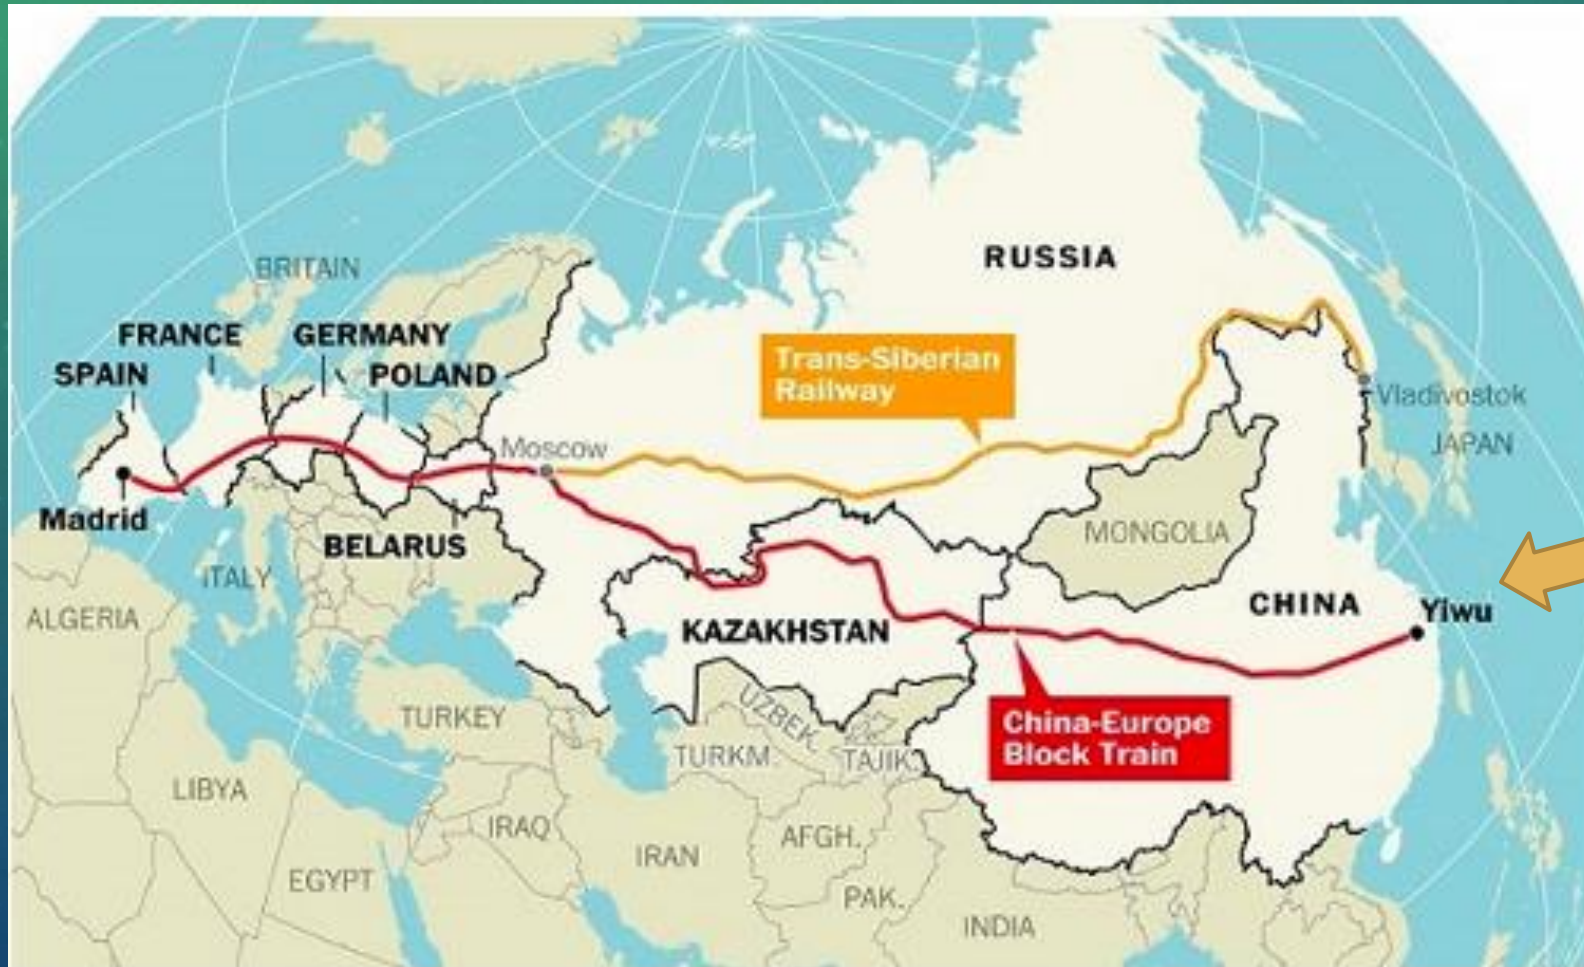 RUSSIA
BRITAIN
FRANCE
GERMANY
SPAIN
POLAND
Trans-Siberian
Railway
Vladivostok
JAPAN
Moscow
Madrid
BELARUS
MONGOLIA
ITALY
ALGERIA
KAZAKHSTAN
CHINA
Yiwu
UZBEK.
TURKEY
China-Europe
Block Train
TURKM.
TAJIK.
LIBYA
IRAQ
AFGH.
IRAN
EGYPT
PAK.
INDIA